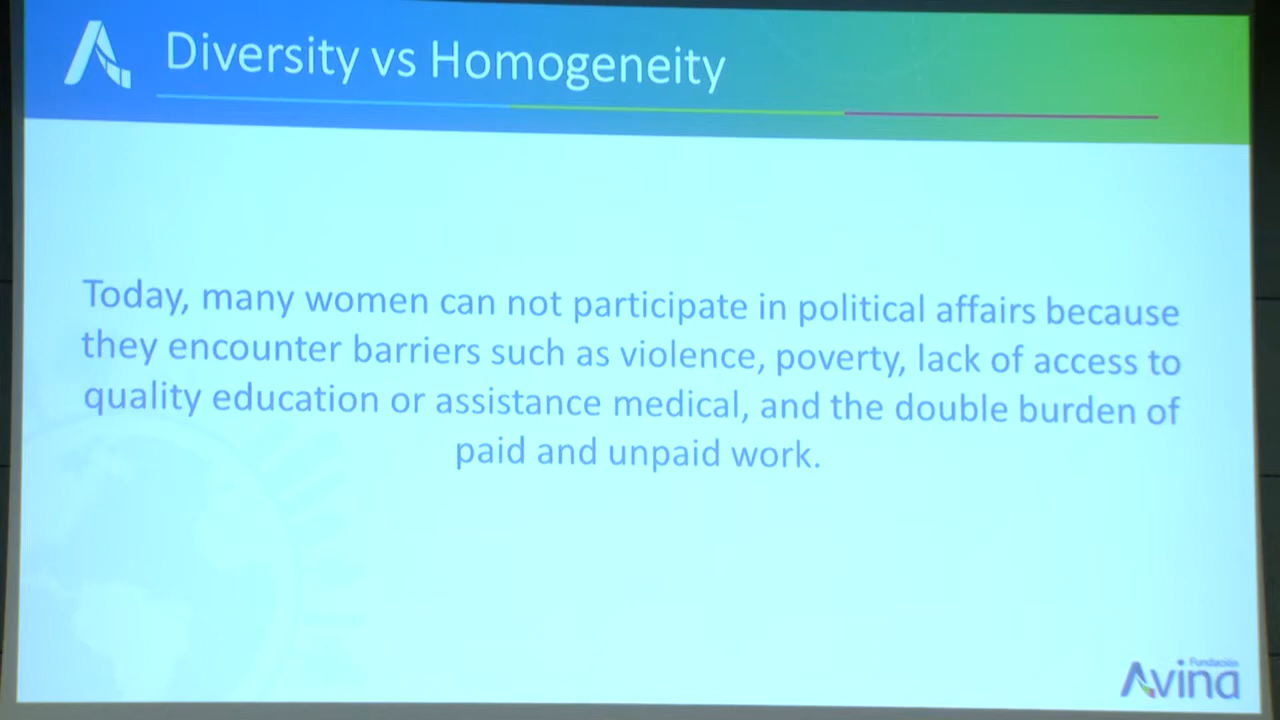 Diversity vs Homogeneity
Today, many women can not participate in political affairs because
they encounter barriers such as violence, poverty, lack of access to
quality education or assistance medical, and the double burden of
paid and unpaid work.
Fundación
Avina